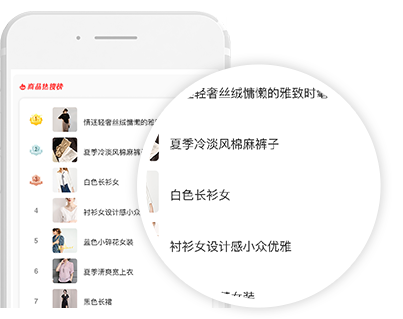 商品热搜榜
1
情迷轻奢丝绒慵懒的雅
2
夏季冷淡风棉麻裤
3
白色长衫女
4
衬衫女设计感小众
5
蓝色小碎花女装
6
夏季清爽宽上衣
7
黑色长裙
轻奢丝绒慵懒的雅致时髦
夏季冷淡风棉麻裤子
白色长衫女
衬衫女设计感小众优雅
女装